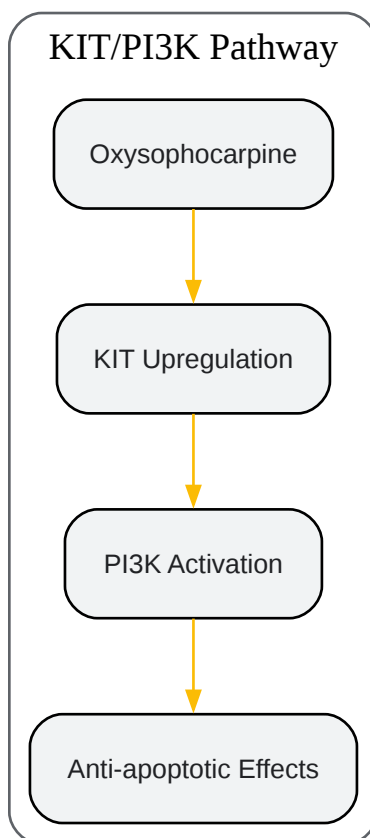 KIT/PI3K Pathway
Oxysophocarpine
KIT Upregulation
PI3K Activation
Anti-apoptotic Effects